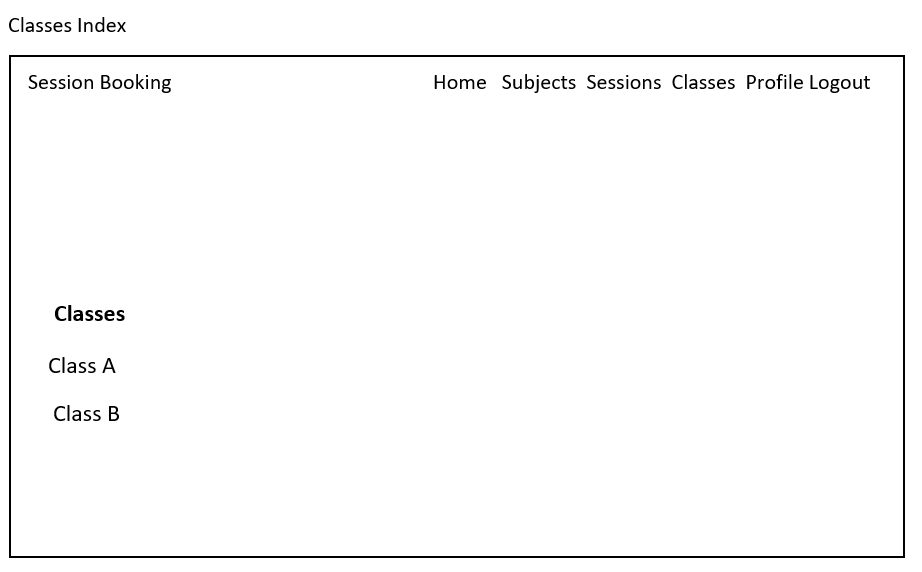 Classes Index
Session Booking Home Subjects Sessions Classes Profile Logout
Classes
Class A
Class B